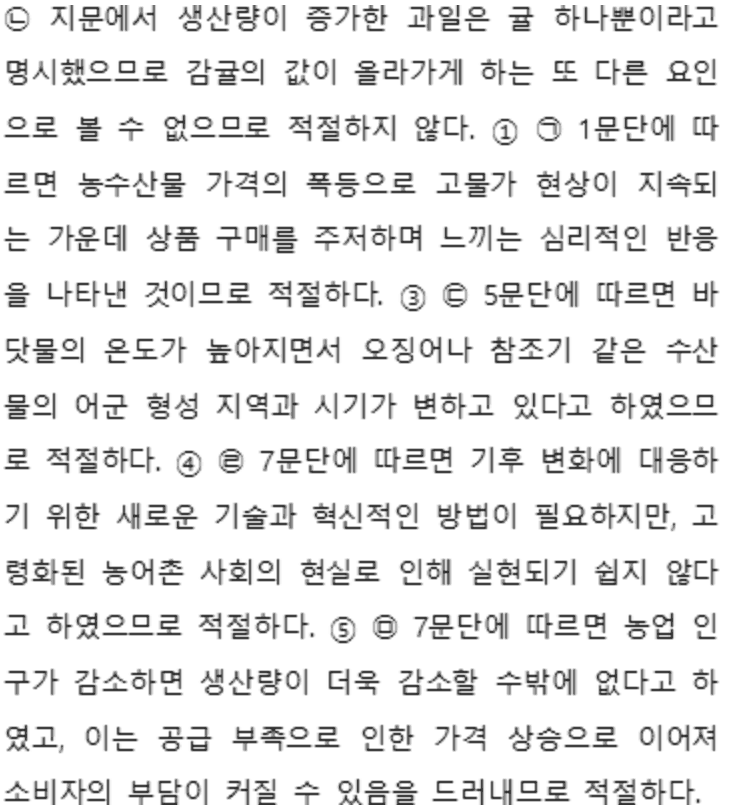 ㉡ 지문에서 생산량이 증가한 과일은 귤 하나뿐이라고
명시했으므로 감귤의 값이 올라가게 하는 또 다른 요인
으로 볼 수 없으므로 적절하지 않다. ① ㉠ 1문단에 따
르면 농수산물 가격의 폭등으로 고물가 현상이 지속되
는 가운데 상품 구매를 주저하며 느끼는 심리적인 반응
을 나타낸 것이므로 적절하다. ③ ㉢ 5문단에 따르면 바
닷물의 온도가 높아지면서 오징어나 참조기 같은 수산
물의 어군 형성 지역과 시기가 변하고 있다고 하였으므
로 적절하다. ④ ㉣ 7문단에 따르면 기후 변화에 대응하
기 위한 새로운 기술과 혁신적인 방법이 필요하지만, 고
령화된 농어촌 사회의 현실로 인해 실현되기 쉽지 않다
고 하였으므로 적절하다. ⑤ ㉤ 7문단에 따르면 농업 인
구가 감소하면 생산량이 더욱 감소할 수밖에 없다고 하
였고, 이는 공급 부족으로 인한 가격 상승으로 이어져
소비자의 부담이 커질 수 있음을 드러내므로 적절하다.